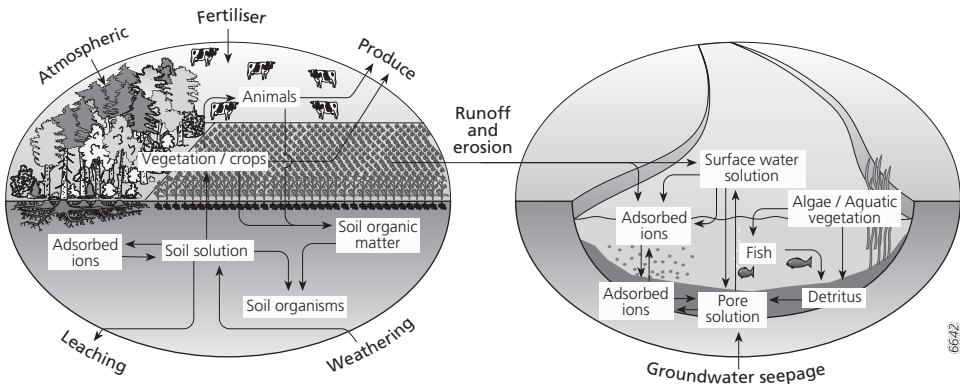 Atmospheric
Fertiliser
Produce
Animals
Vegetation / crops
Soil organic
matter
Adsorbed
ions
Soil solution
Soil organisms
Leaching
Weathering
Runoff
and
erosion
Surface water
solution
Adsorbed
ions
Algae / Aquatic
vegetation
Fish
Adsorbed
ions
Pore
solution
Detritus
Groundwater seepage
6642